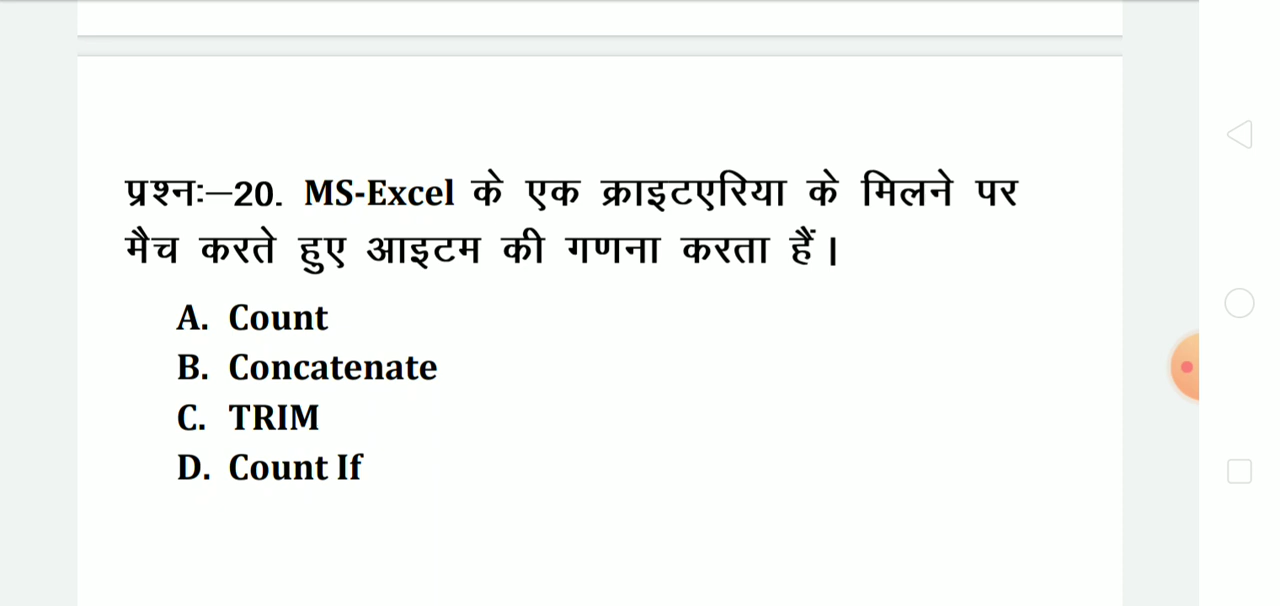 प्रश्नः–20. MS-Excel के एक क्राइटएरिया के मिलने पर
मैच करते हुए आइटम की गणना करता हैं।
A. Count
B. Concatenate
C. TRIM
D. Count If